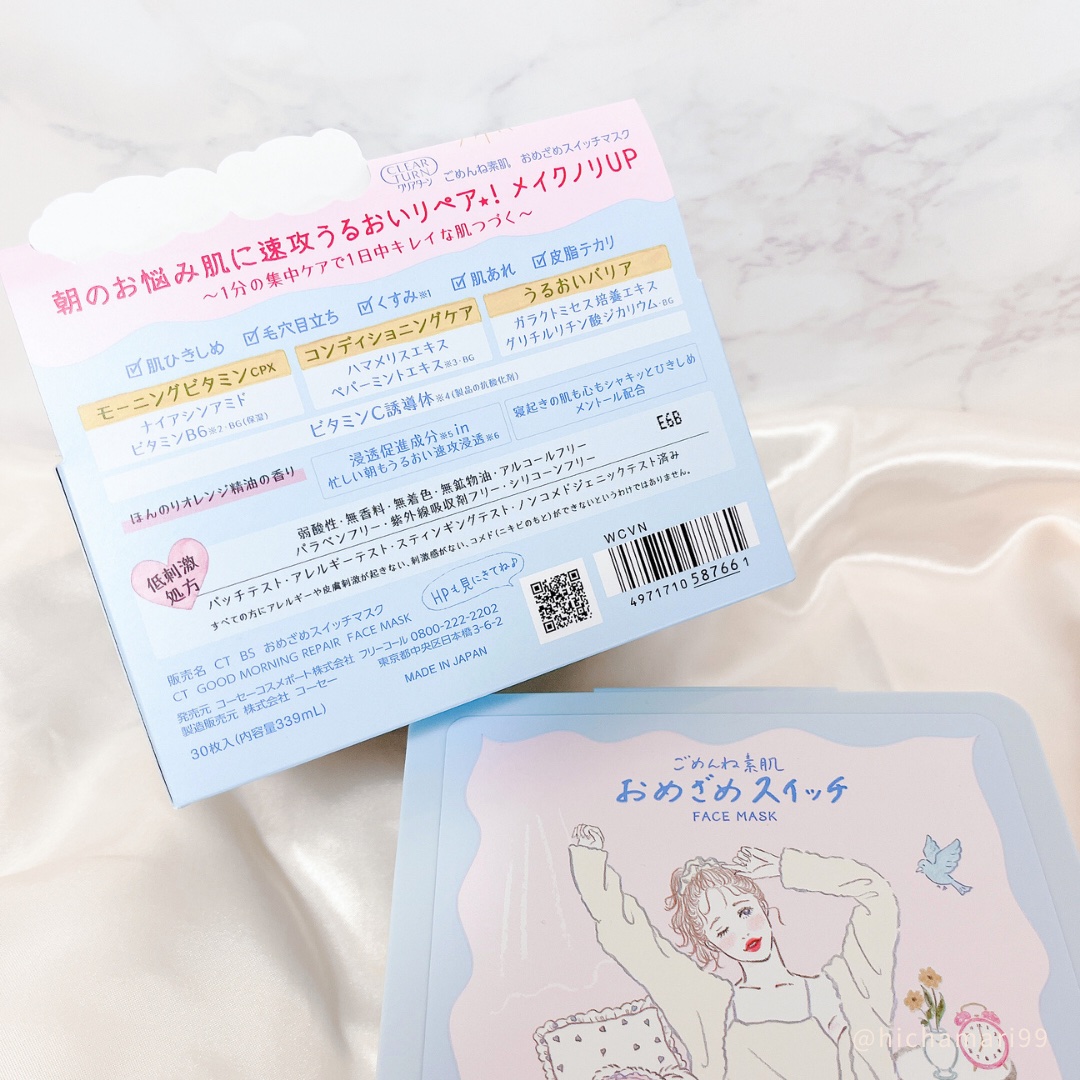 CLEAR TURN
クリアターン
ごめんね素肌 おめざめスイッチマスク
朝のお悩み肌に速攻うるおいリペア★! メイクノリUP
〜1分の集中ケアで1日中キレイな肌つづく〜
肌ひきしめ 毛穴目立ち くすみ※1 肌あれ 皮脂テカリ
モーニングビタミンCPX
ナイアシンアミド
ビタミンB6※2・BG(保湿)
コンディショニングケア
ハマメリスエキス
ペパーミントエキス※3・BG
うるおいバリア
ガラクトミセス培養エキス
グリチルリチン酸ジカリウム・BG
ビタミンC誘導体※4(製品の抗酸化剤)
ほんのりオレンジ精油の香り
浸透促進成分※5in
忙しい朝もうるおい速攻浸透※6
寝起きの肌も心もシャキッとひきしめ
メントール配合
E6B
低刺激
処方
弱酸性・無香料・無着色・無鉱物油・アルコールフリー
パラベンフリー・紫外線吸収剤フリー・シリコーンフリー
パッチテスト・アレルギーテスト・スティンギングテスト・ノンコメドジェニックテスト済み
すべての方にアレルギーや皮膚刺激が起きない、刺激感がない、コメド(ニキビのもと)ができないというわけではありません。
HPも見にきてね♪
WCVN
4971710587661
販売名 CT BS おめざめスイッチマスク
CT GOOD MORNING REPAIR FACE MASK
発売元 コーセーコスメポート株式会社 フリーコール 0800-222-2202
製造販売元 株式会社 コーセー 東京都中央区日本橋3-6-2
30枚入(内容量339mL) MADE IN JAPAN
ごめんね素肌
おめざめスイッチ
FACE MASK
@hichamari99